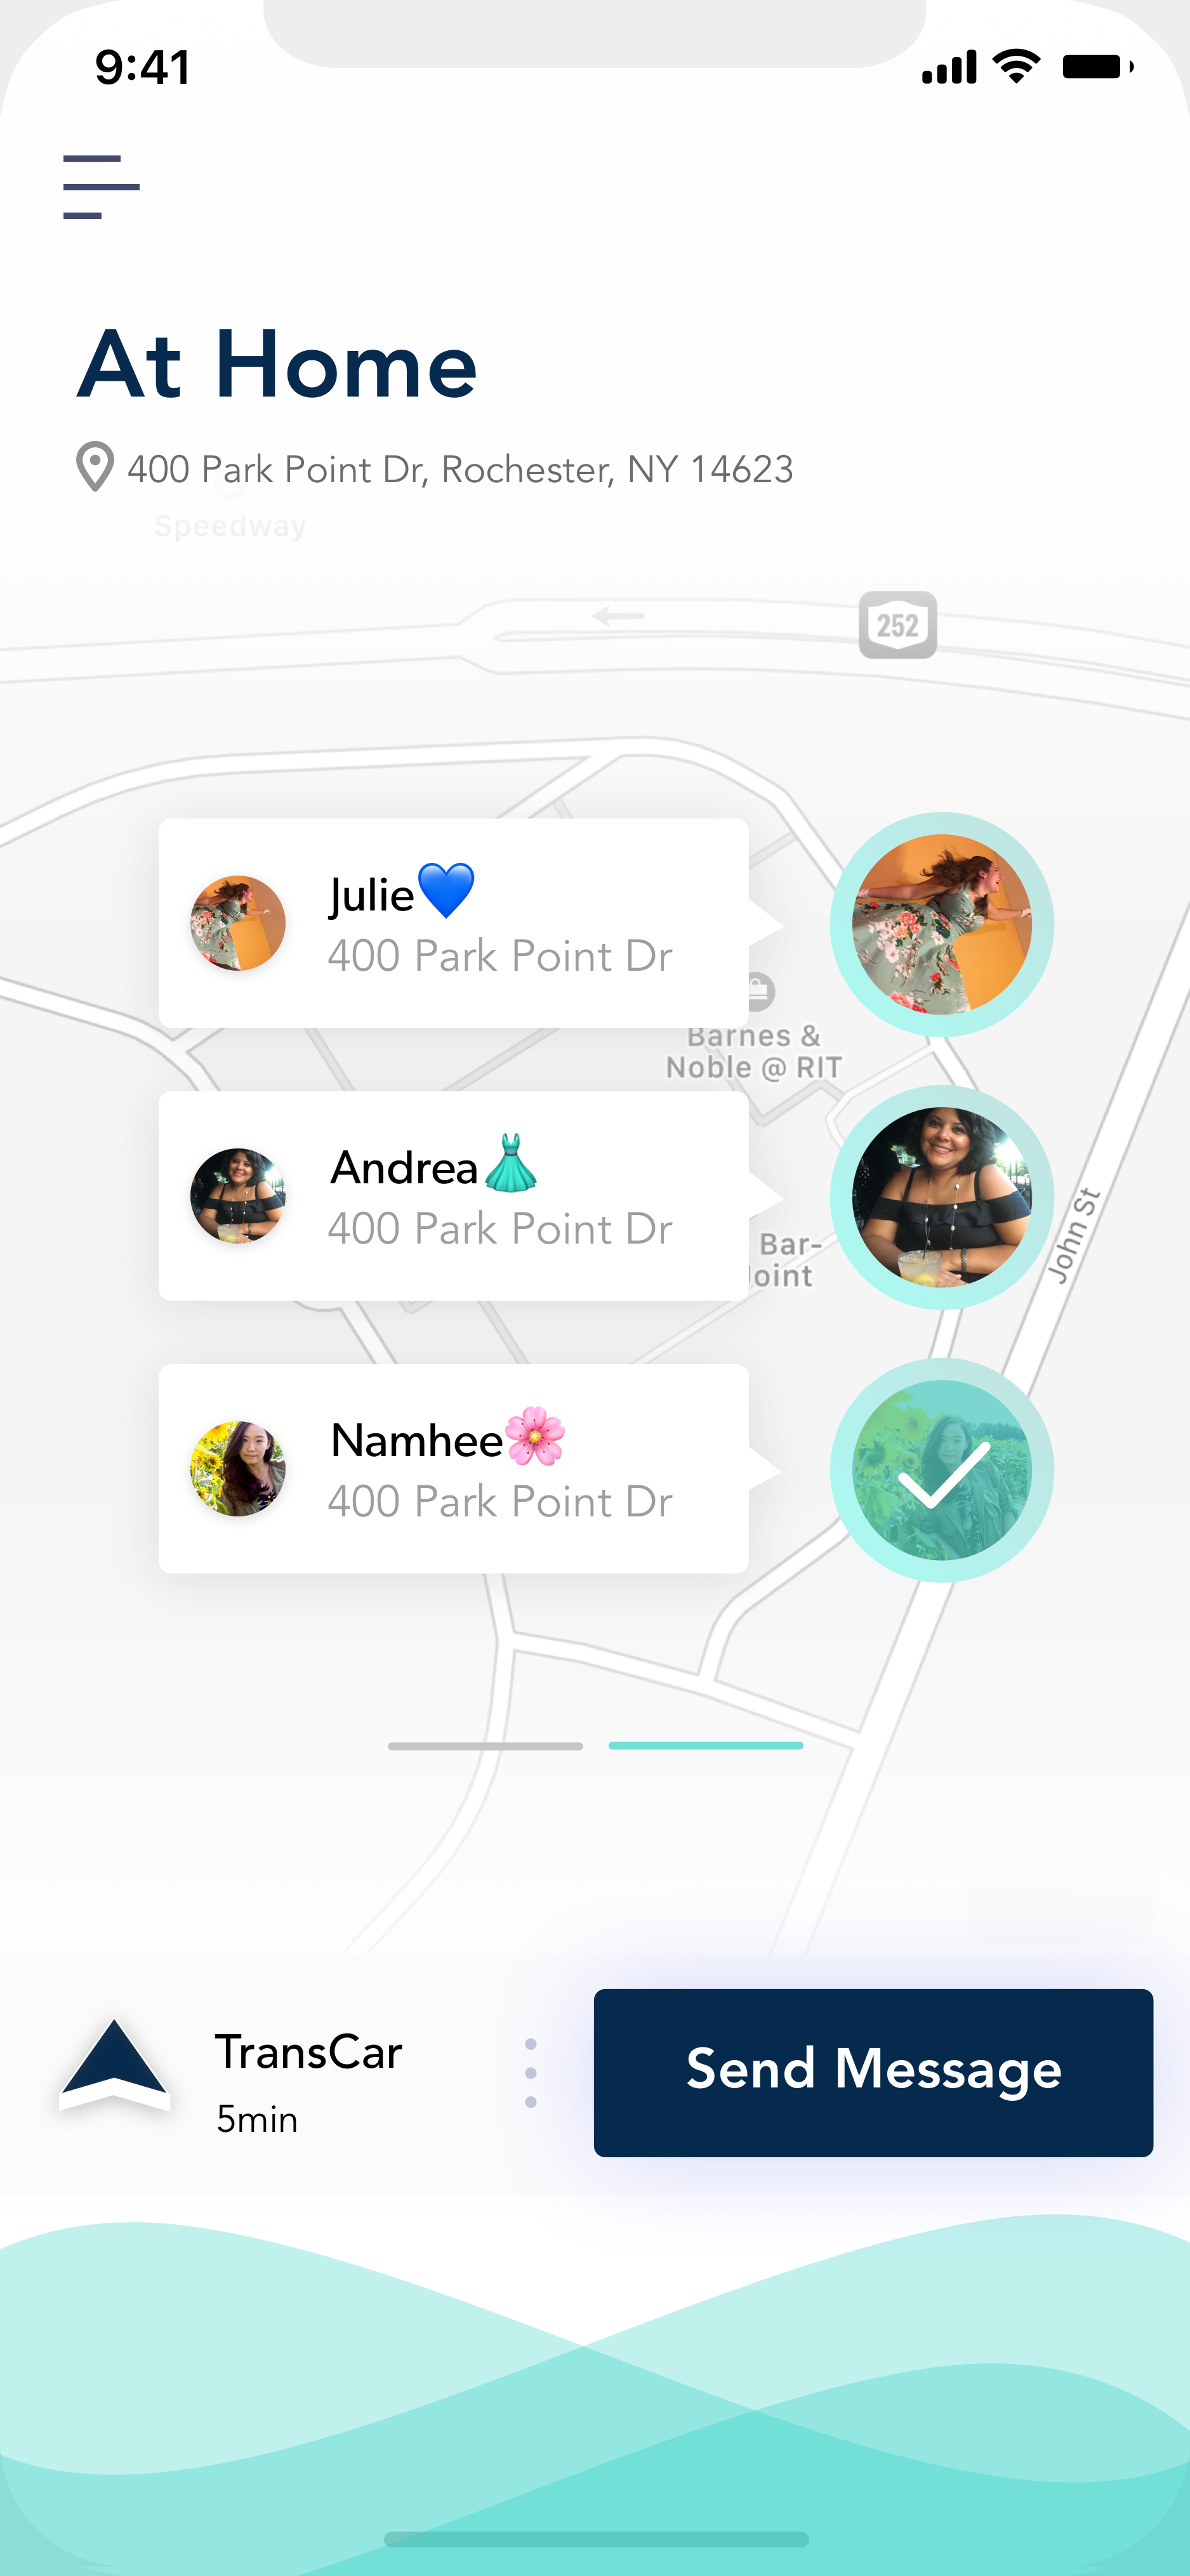 9:41
At Home
400 Park Point Dr, Rochester, NY 14623
Speedway
252
Julie💙
400 Park Point Dr
Barnes &
Noble @ RIT
Andrea👗
400 Park Point Dr
Bar-
oint
John St
Namhee🌸
400 Park Point Dr
TransCar
5min
Send Message